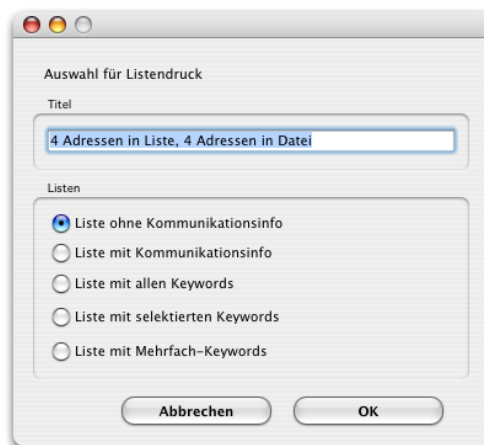 Auswahl für Listendruck
Titel
4 Adressen in Liste, 4 Adressen in Datei
Listen
Liste ohne Kommunikationsinfo
Liste mit Kommunikationsinfo
Liste mit allen Keywords
Liste mit selektierten Keywords
Liste mit Mehrfach-Keywords
Abbrechen OK